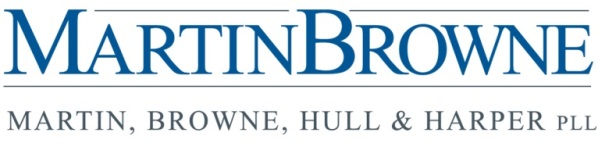 MARTINBROWNE
MARTIN, BROWNE, HULL & HARPER PLL